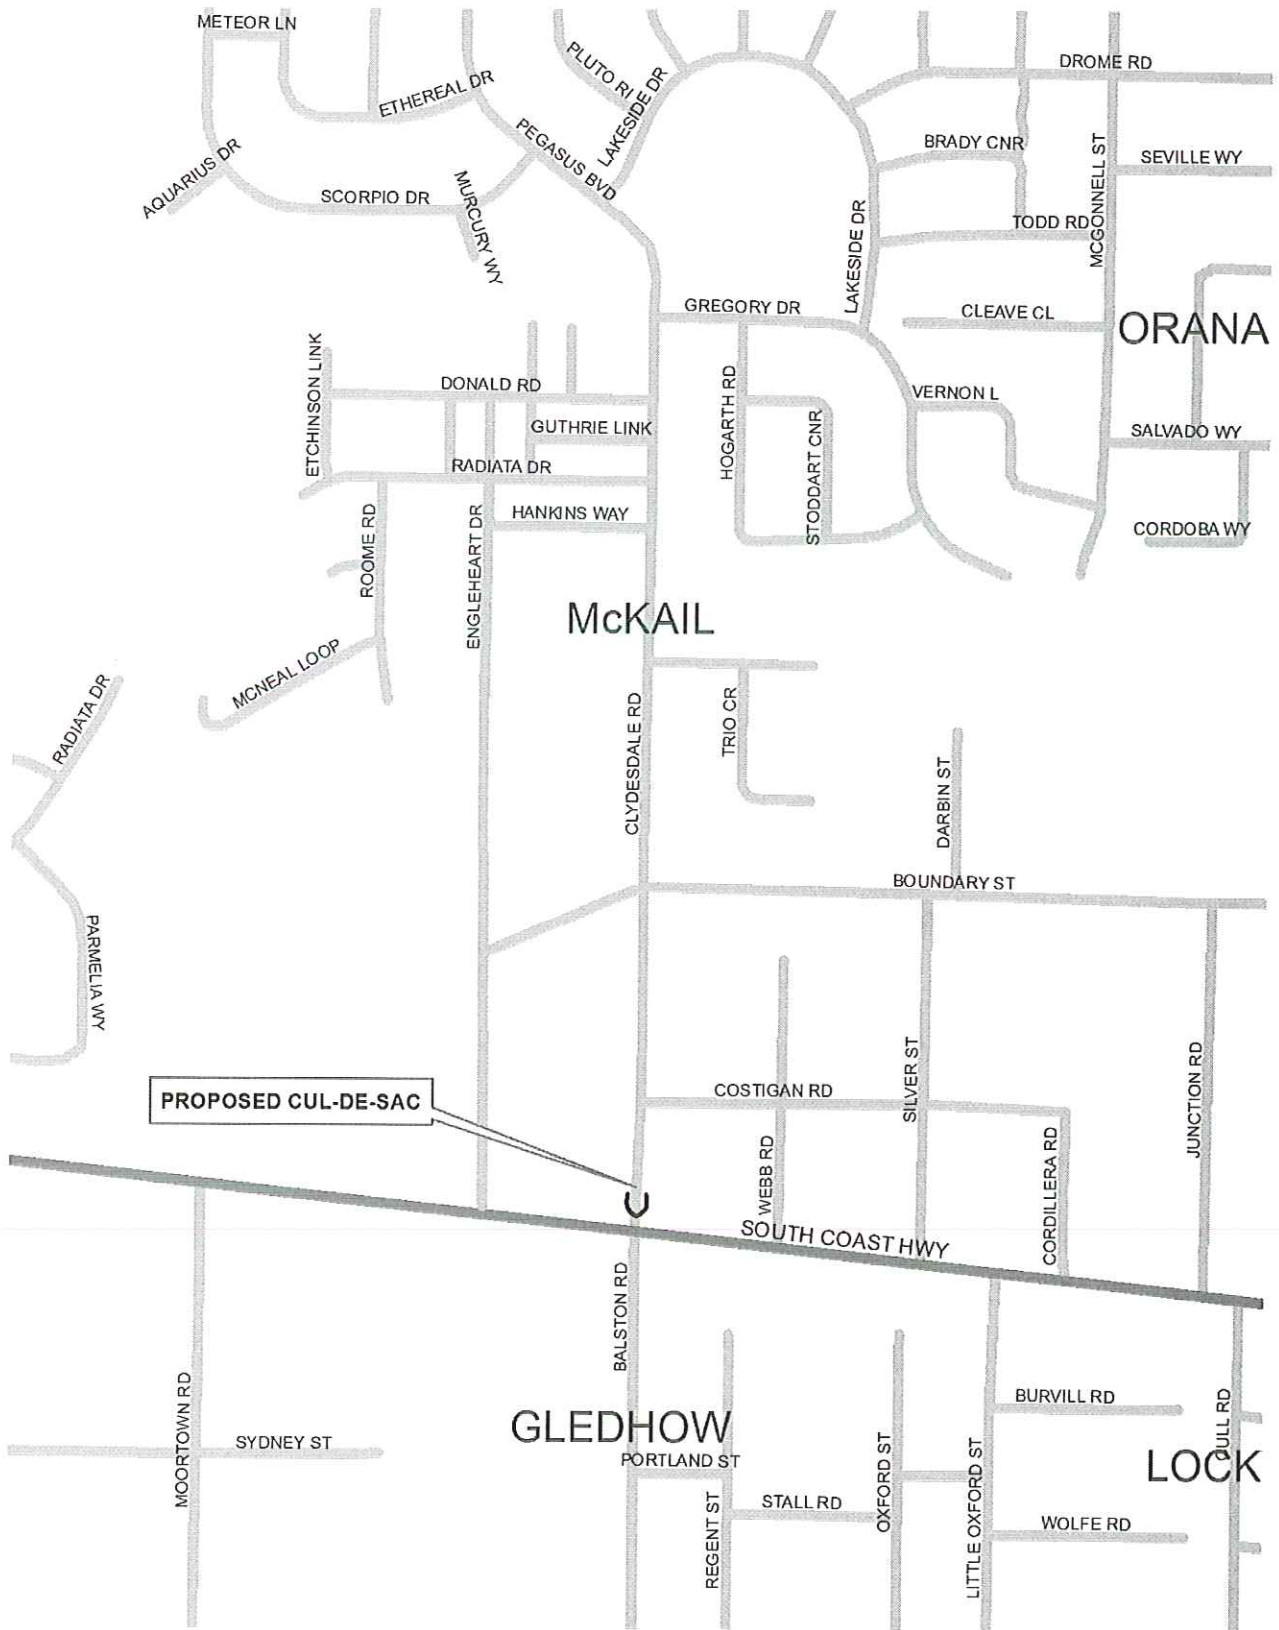 METEOR LN
ETHEREAL DR
PLUTO RI
LAKESIDE DR
DROME RD
PEGASUS BVD
BRADY CNR
SEVILLE WY
AQUARIUS DR
SCORPIO DR
MURCURY WY
LAKESIDE DR
TODD RD
MCGONNELL ST
GREGORY DR
CLEAVE CL
ORANA
ETCHINSON LINK
DONALD RD
HOGARTH RD
VERNON L
GUTHRIE LINK
STODDART CNR
SALVADO WY
RADIATA DR
ROOME RD
ENGLEHEART DR
HANKINS WAY
CORDOBA WY
McKAIL
MCNEAL LOOP
RADIATA DR
CLYDESDALE RD
TRIO CR
DARBIN ST
BOUNDARY ST
PARMELIA WY
PROPOSED CUL-DE-SAC
COSTIGAN RD
SILVER ST
JUNCTION RD
WEBB RD
CORDILLERA RD
SOUTH COAST HWY
BALSTON RD
MOORTOWN RD
SYDNEY ST
GLEDHOW
PORTLAND ST
BURVILL RD
LOCK
REGENT ST
STALL RD
OXFORD ST
LITTLE OXFORD ST
WOLFE RD